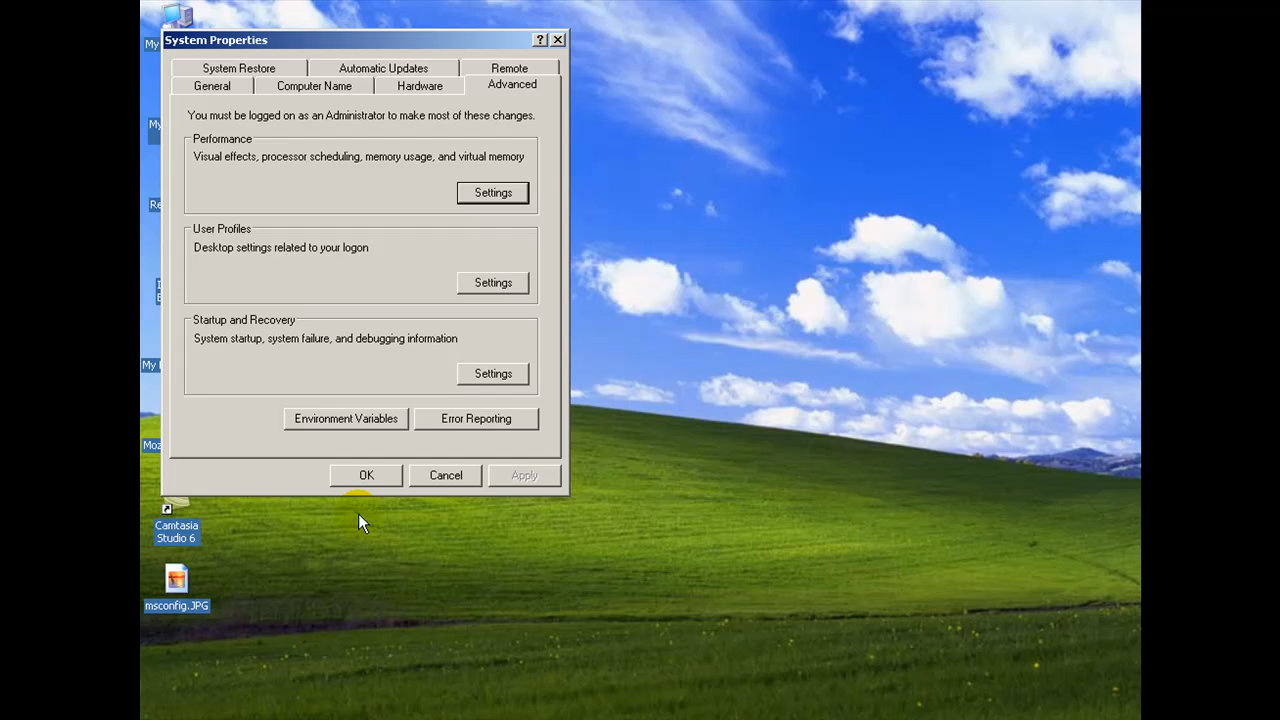 My
System Properties
System Restore
Automatic Updates
Remote
General
Computer Name
Hardware
Advanced
You must be logged on as an Administrator to make most of these changes.
Performance
Visual effects, processor scheduling, memory usage, and virtual memory
Settings
User Profiles
Desktop settings related to your logon
Settings
Startup and Recovery
System startup, system failure, and debugging information
Settings
Environment Variables
Error Reporting
OK
Cancel
Apply
My
Re
My
Moz
Camtasia
Studio 6
msconfig.JPG